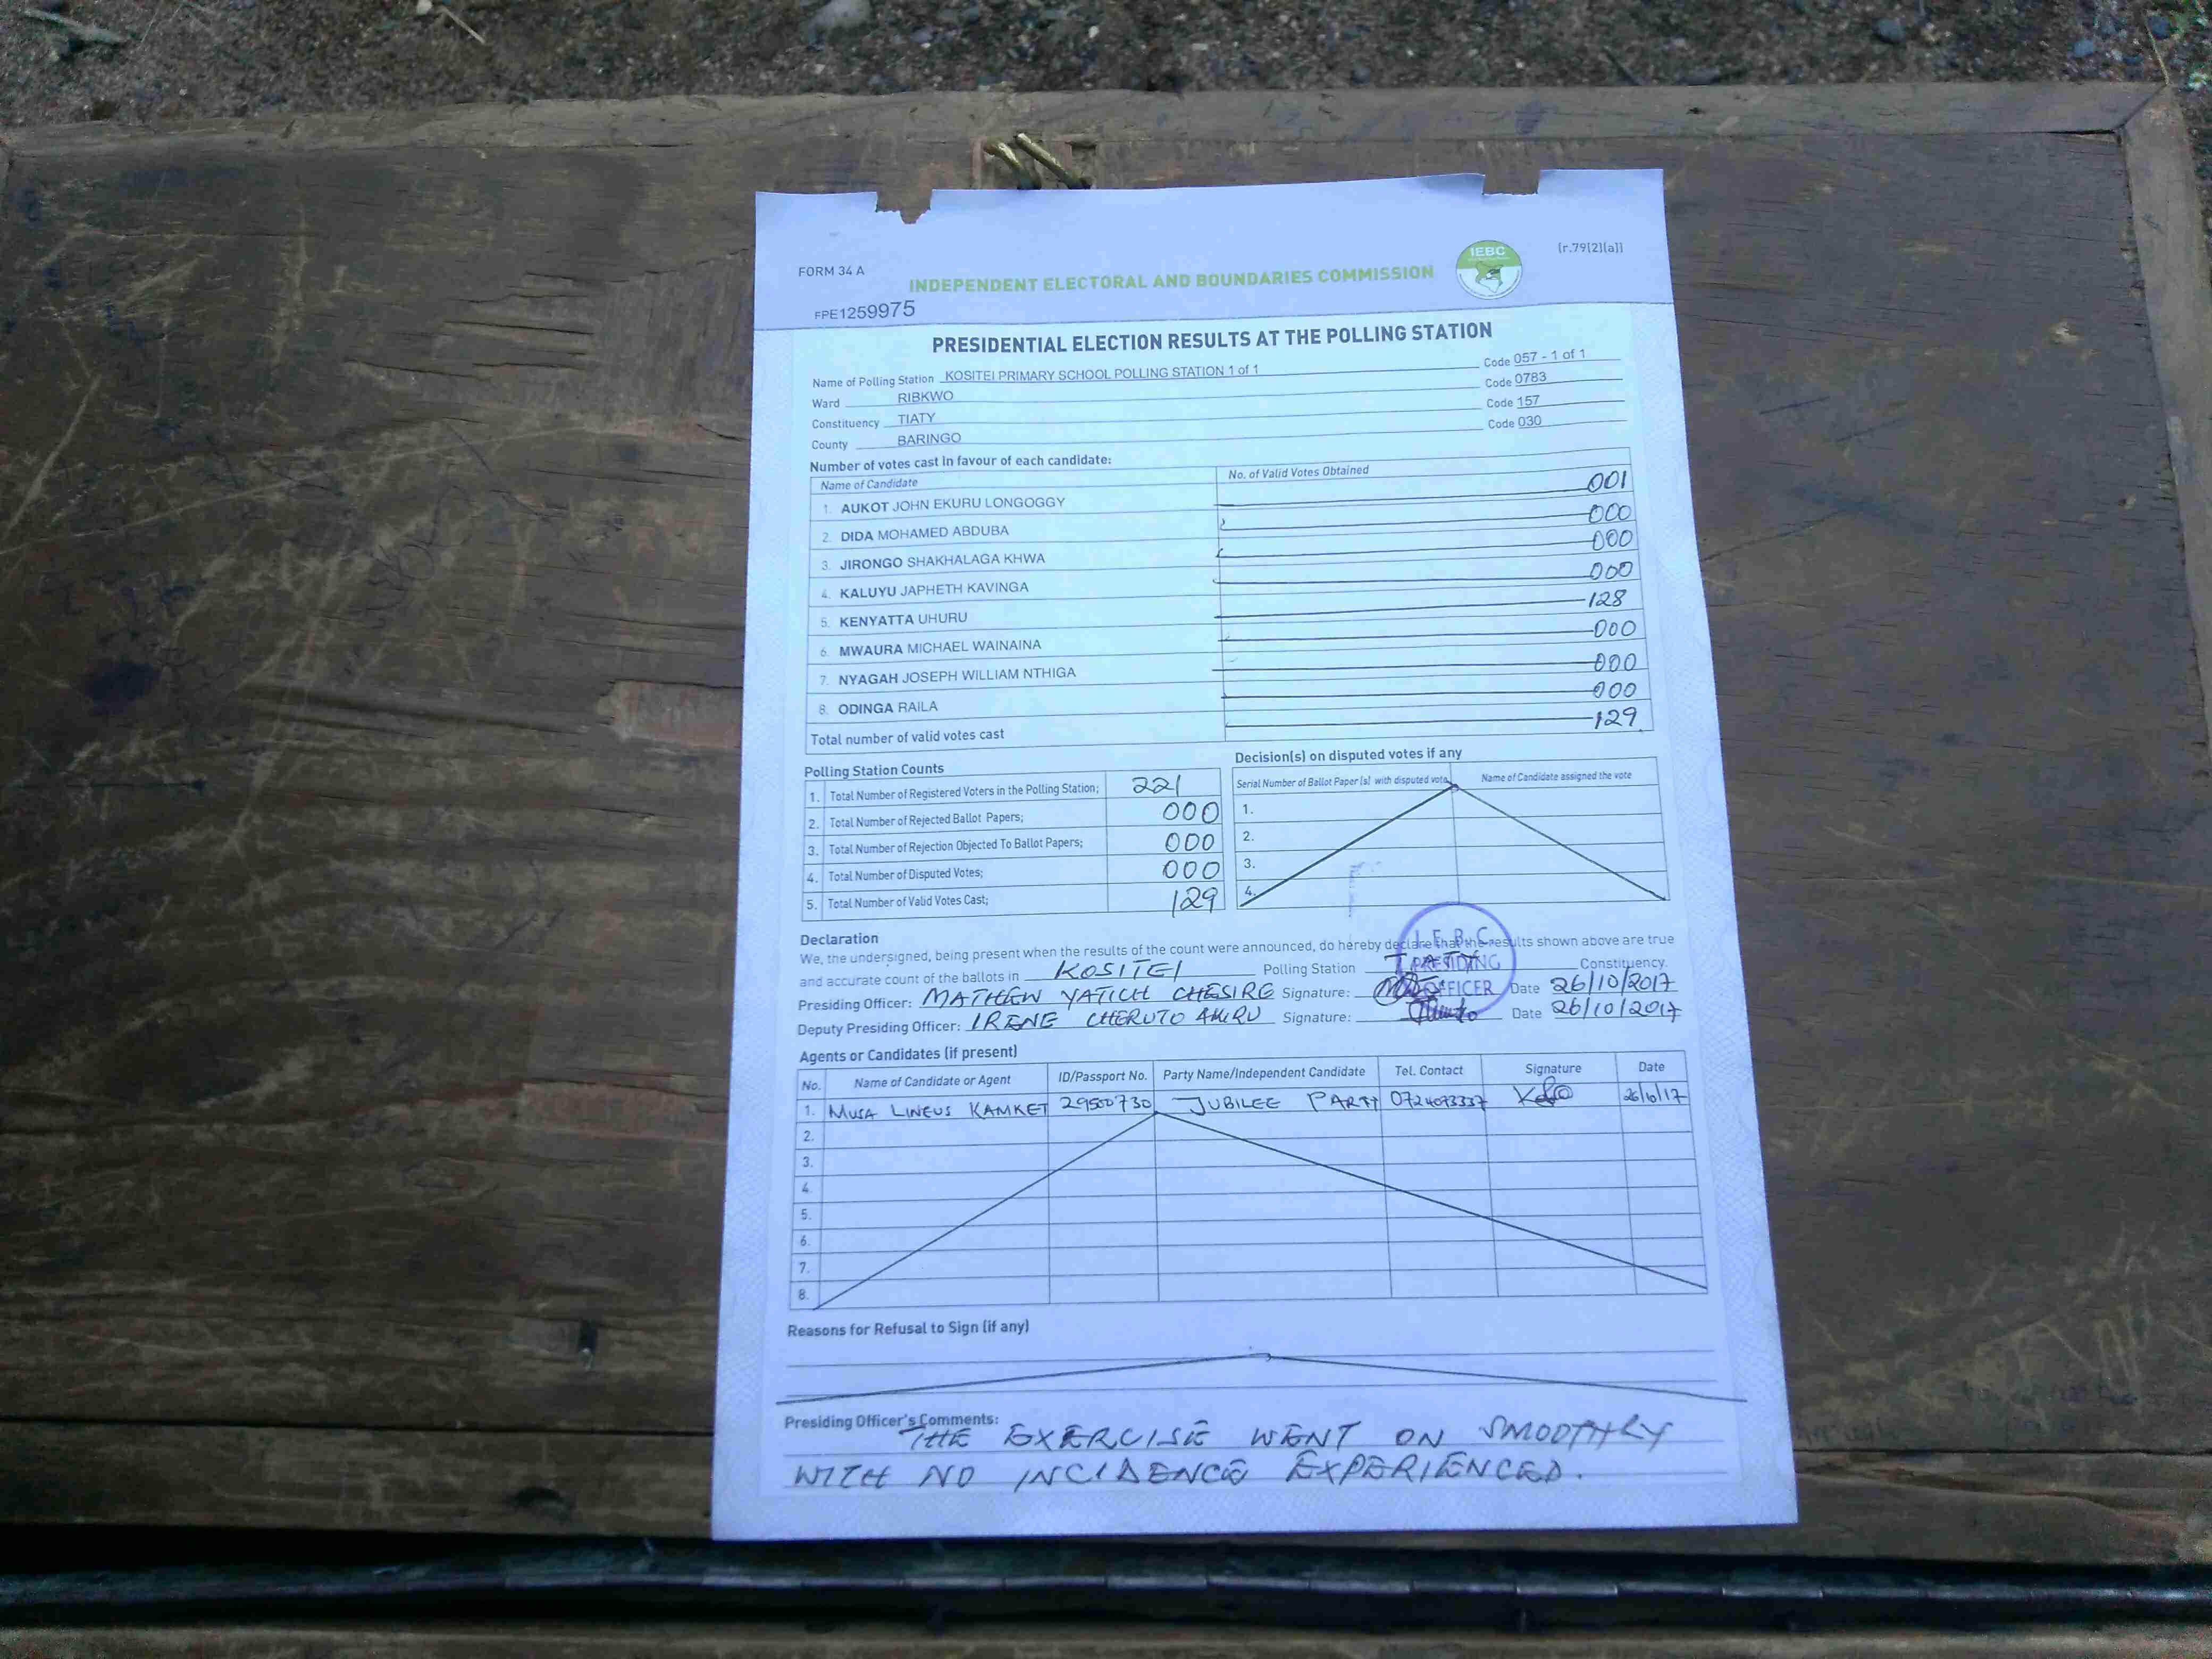 FORM 34 A
INDEPENDENT ELECTORAL AND BOUNDARIES COMMISSION
IEBC
(r.79(2)(a))
FPE1259975
PRESIDENTIAL ELECTION RESULTS AT THE POLLING STATION
Name of Polling Station KOSITEI PRIMARY SCHOOL POLLING STATION 1 of 1 Code 057 - 1 of 1
Ward RIBKWO Code 0783
Constituency TIATY Code 157
County BARINGO Code 030
Number of votes cast in favour of each candidate:
Name of Candidate No. of Valid Votes Obtained
1. AUKOT JOHN EKURU LONGOGGY 001
2. DIDA MOHAMED ABDUBA 000
3. JIRONGO SHAKHALAGA KHWA 000
4. KALUYU JAPHETH KAVINGA 000
5. KENYATTA UHURU 128
6. MWAURA MICHAEL WAINAINA 000
7. NYAGAH JOSEPH WILLIAM NTHIGA 000
8. ODINGA RAILA 000
Total number of valid votes cast 129
Polling Station Counts
1. Total Number of Registered Voters in the Polling Station; 221
2. Total Number of Rejected Ballot Papers; 000
3. Total Number of Rejection Objected To Ballot Papers; 000
4. Total Number of Disputed Votes; 000
5. Total Number of Valid Votes Cast; 129
Decision(s) on disputed votes if any
Serial Number of Ballot Paper(s) with disputed vote Name of Candidate assigned the vote
1.
2.
3.
4.
Declaration
We, the undersigned, being present when the results of the count were announced, do hereby declare that the results shown above are true
and accurate count of the ballots in KOSITEI Polling Station Constituency.
I.E.B.C
PRESIDING
OFFICER
Presiding Officer: MATHEW YATICH CHESIRE Signature: Date 26/10/2017
Deputy Presiding Officer: IRENE CHERUTO AKIRU Signature: Date 26/10/2017
Agents or Candidates (if present)
No. Name of Candidate or Agent ID/Passport No. Party Name/Independent Candidate Tel. Contact Signature Date
1. MUSA LINEUS KAMKET 29500730 JUBILEE PARTY 0724073337 26/10/17
2.
3.
4.
5.
6.
7.
8.
Reasons for Refusal to Sign (if any)
Presiding Officer's Comments:
THE EXERCISE WENT ON SMOOTHLY
WITH NO INCIDENCE EXPERIENCED.